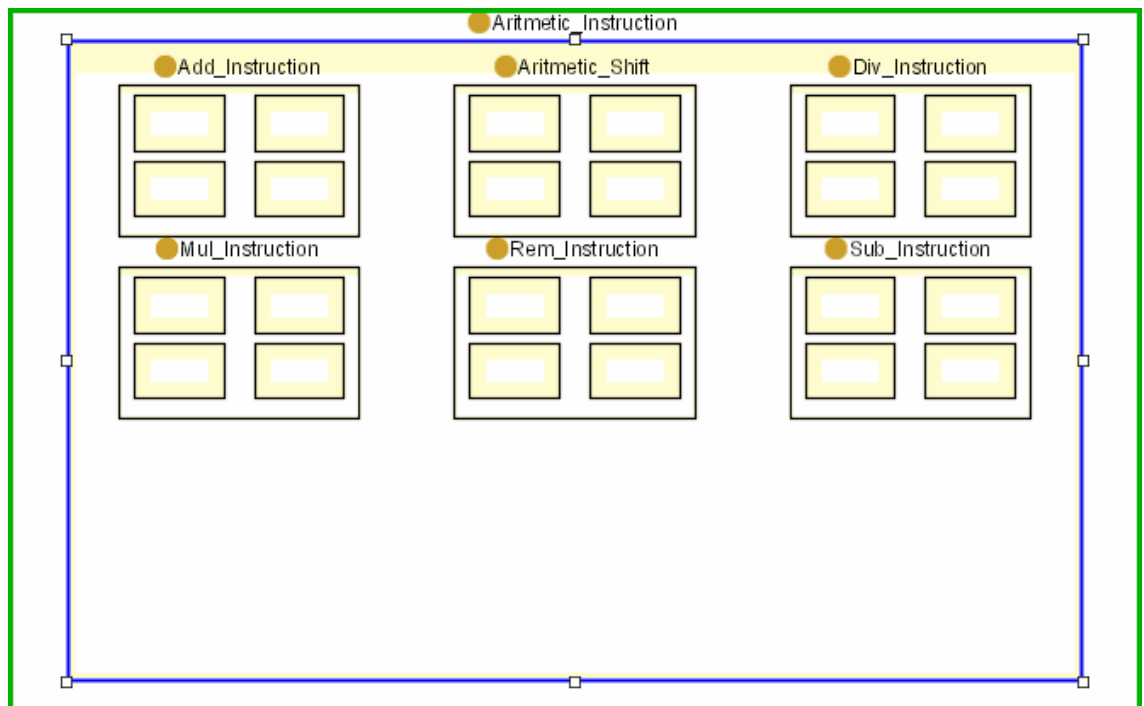 Aritmetic_Instruction
Add_Instruction Aritmetic_Shift Div_Instruction
Mul_Instruction Rem_Instruction Sub_Instruction